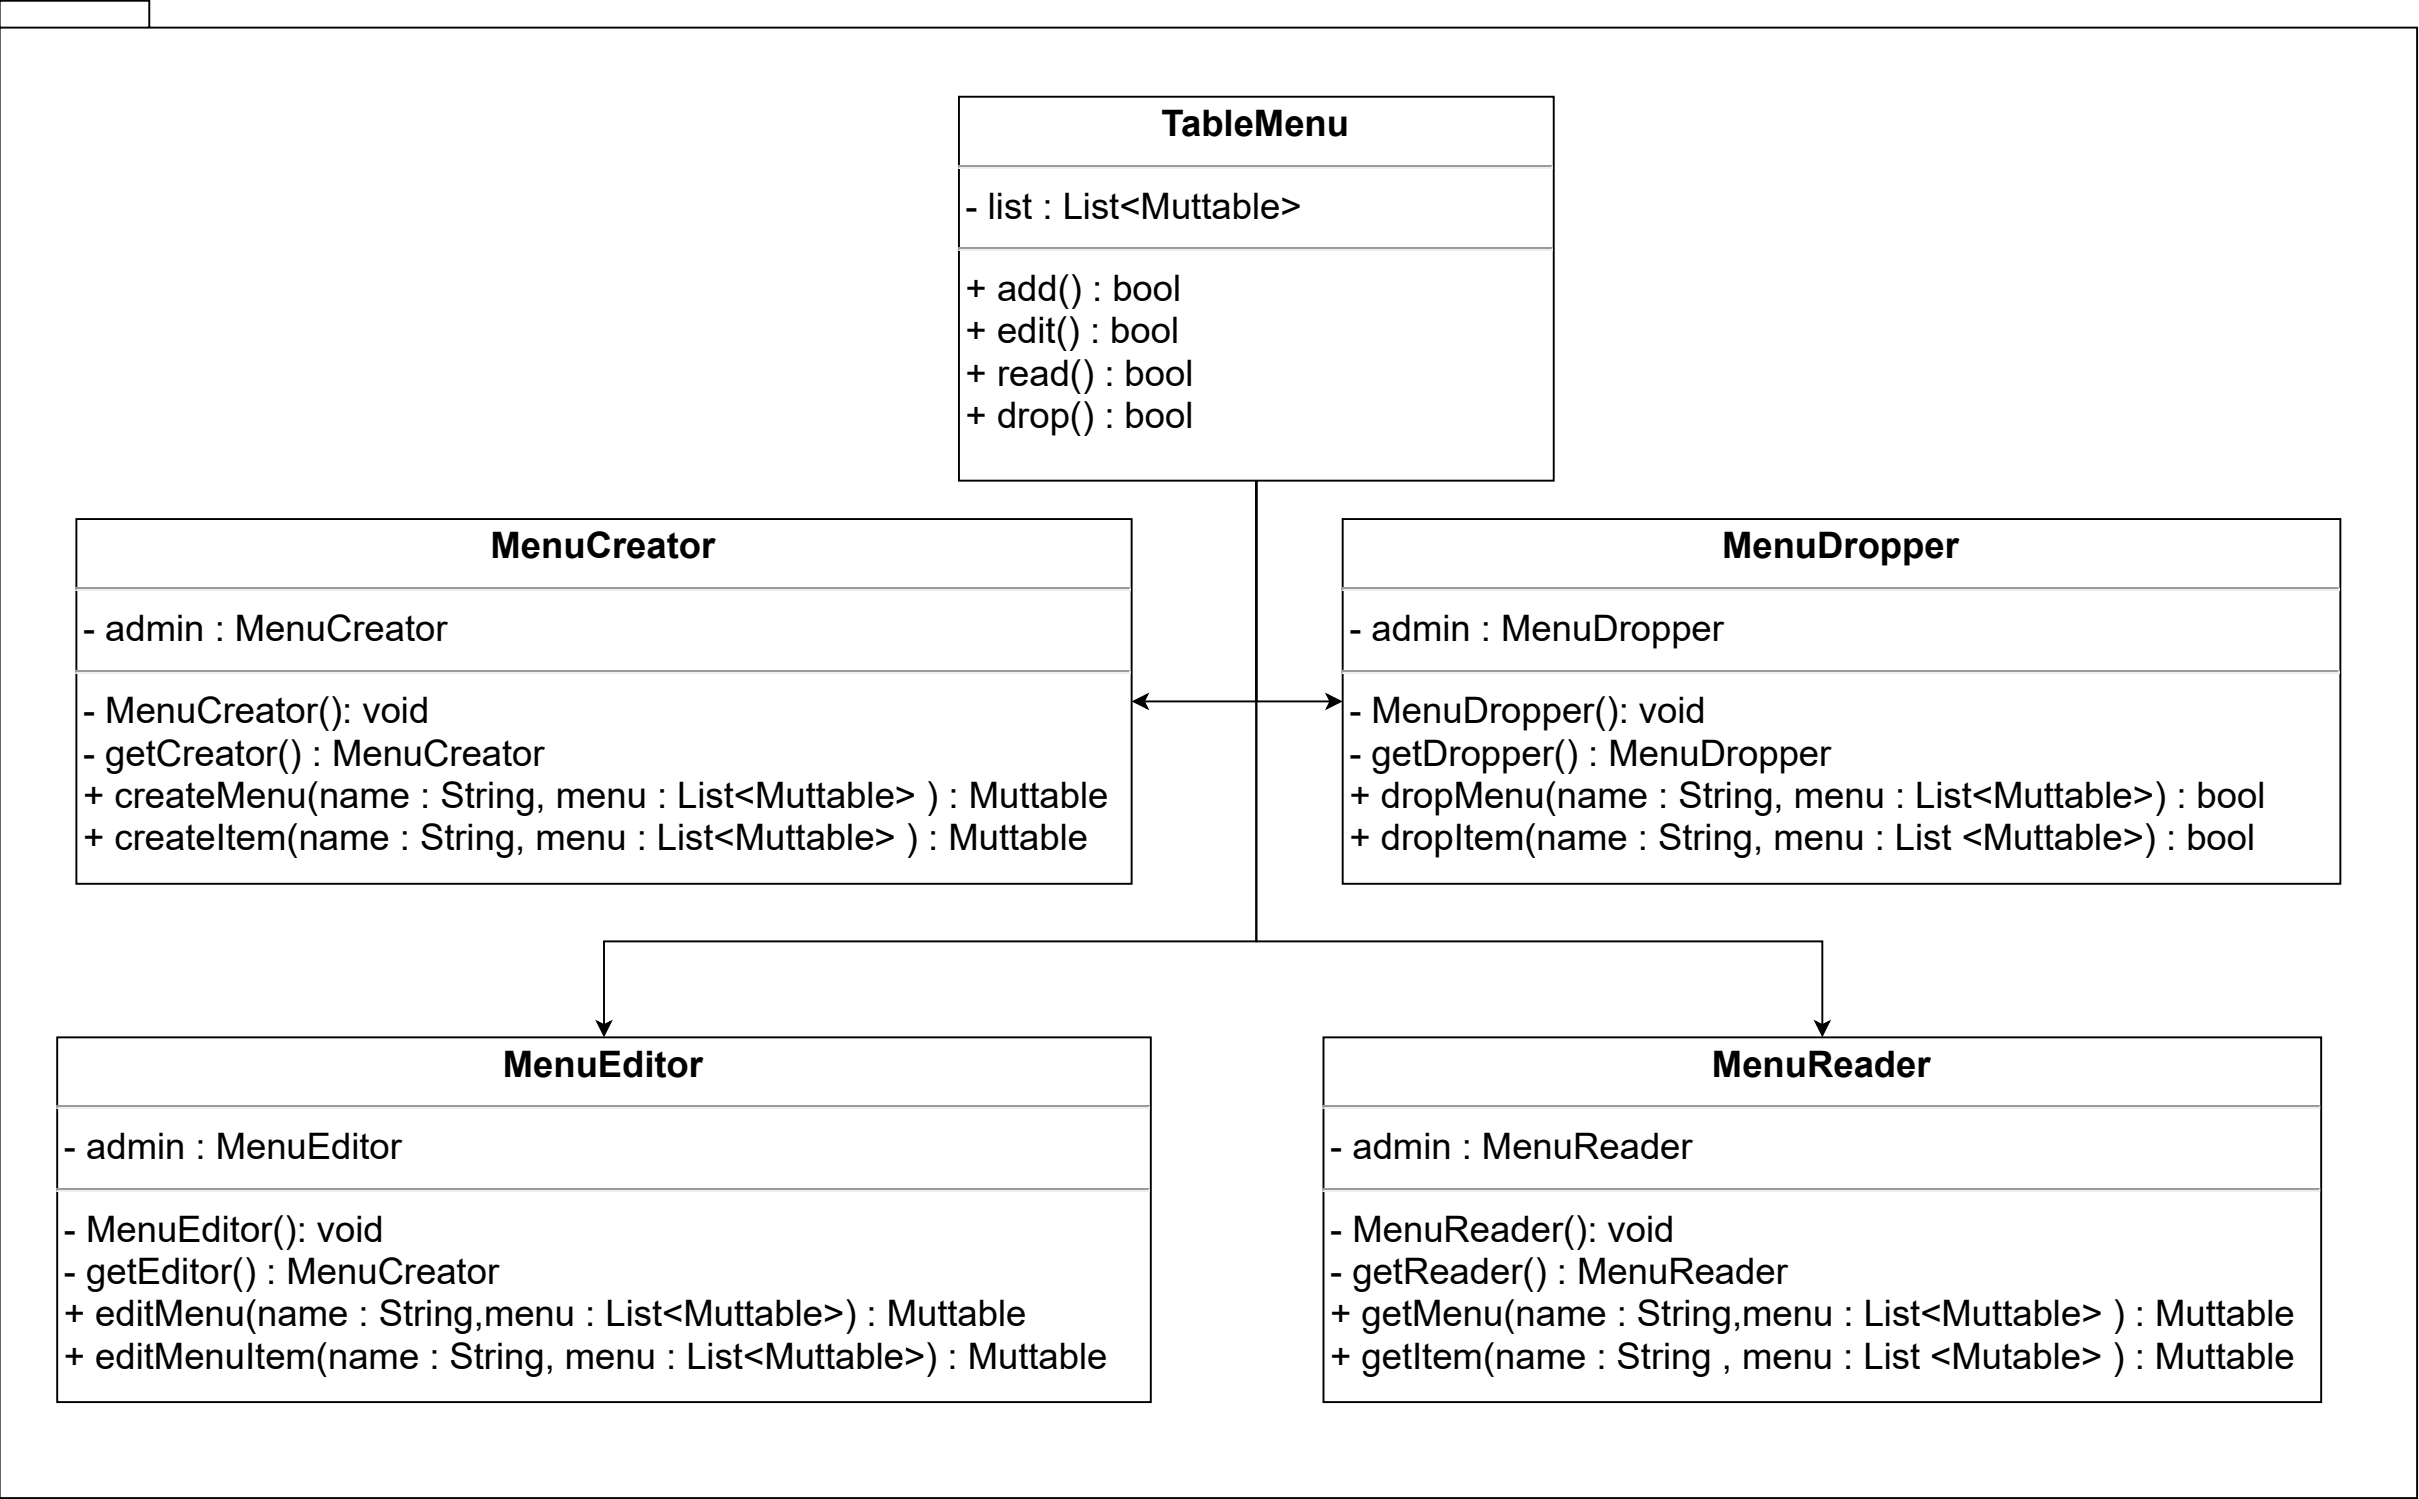 TableMenu
- list : List<Muttable>
+ add() : bool
+ edit() : bool
+ read() : bool
+ drop() : bool
MenuCreator
- admin : MenuCreator
- MenuCreator(): void
- getCreator() : MenuCreator
+ createMenu(name : String, menu : List<Muttable> ) : Muttable
+ createItem(name : String, menu : List<Muttable> ) : Muttable
MenuDropper
- admin : MenuDropper
- MenuDropper(): void
- getDropper() : MenuDropper
+ dropMenu(name : String, menu : List<Muttable>) : bool
+ dropItem(name : String, menu : List <Muttable>) : bool
MenuEditor
- admin : MenuEditor
- MenuEditor(): void
- getEditor() : MenuCreator
+ editMenu(name : String,menu : List<Muttable>) : Muttable
+ editMenuItem(name : String, menu : List<Muttable>) : Muttable
MenuReader
- admin : MenuReader
- MenuReader(): void
- getReader() : MenuReader
+ getMenu(name : String,menu : List<Muttable> ) : Muttable
+ getItem(name : String , menu : List <Mutable> ) : Muttable